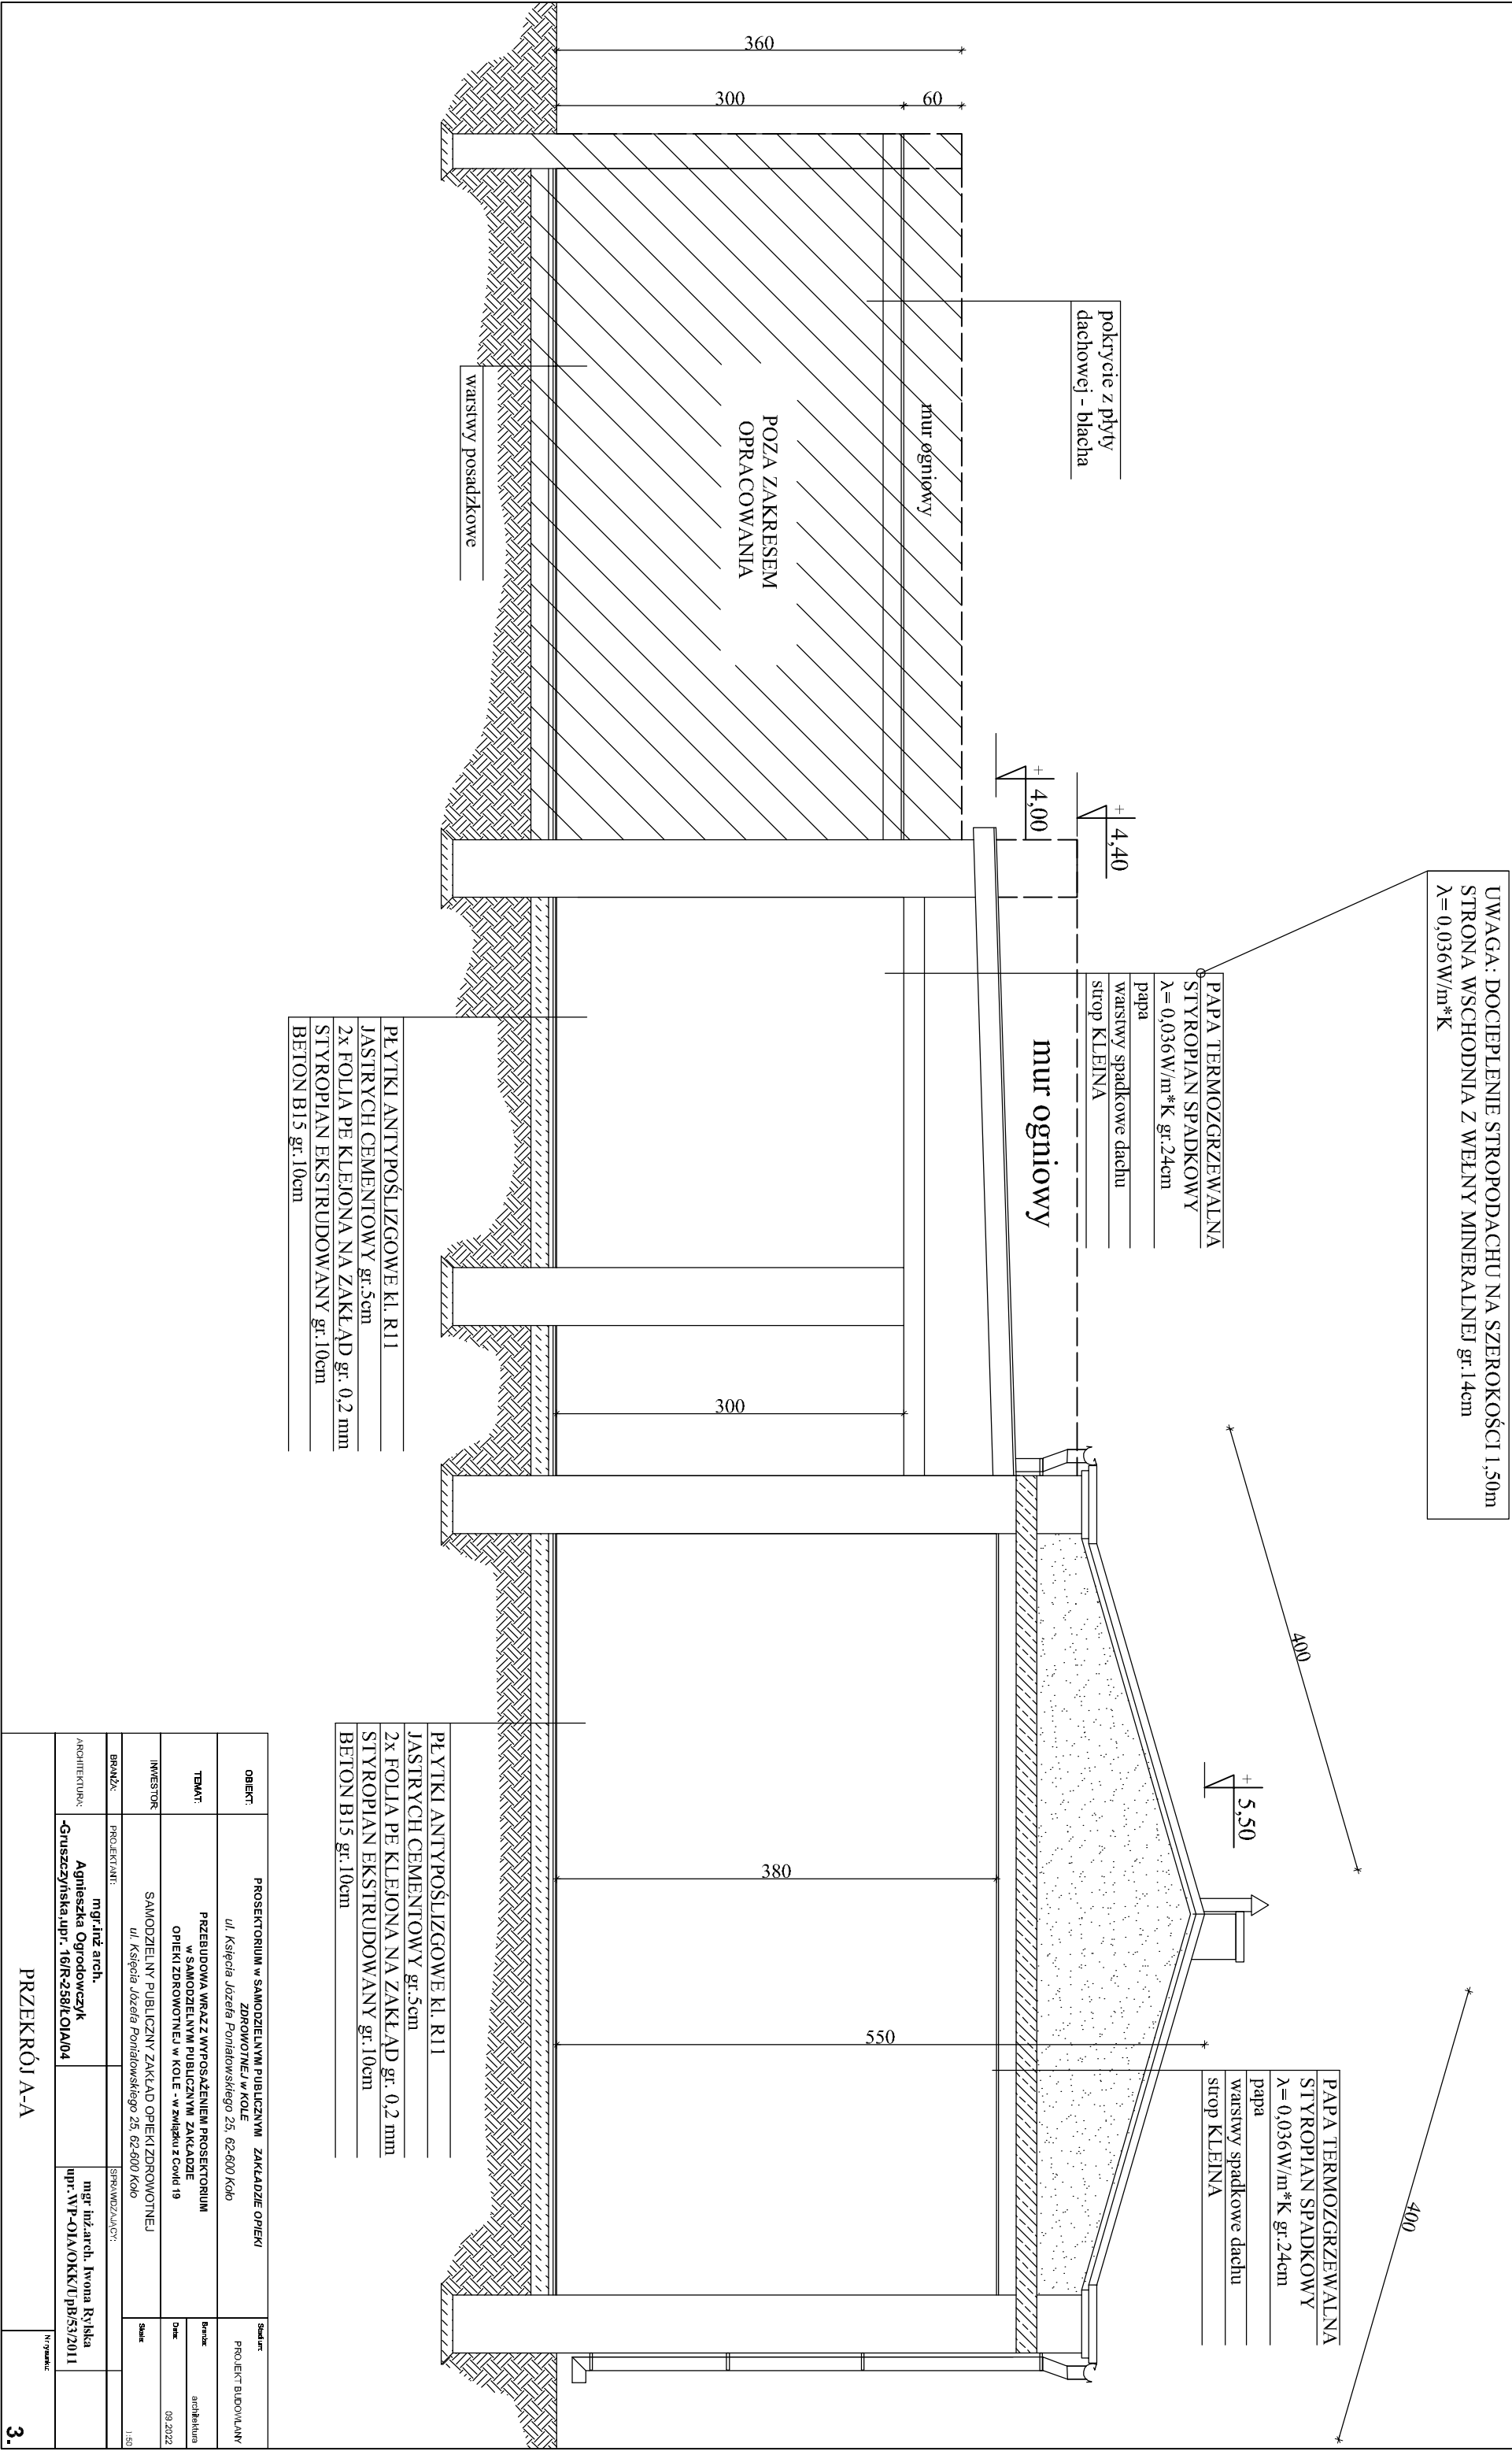 UWAGA: DOCIEPLENIE STROPODACHU NA SZEROKOŚCI 1,50m
STRONA WSCHODNIA Z WEŁNY MINERALNEJ gr.14cm
λ= 0,036W/m*K
pokrycie z płyty
dachowej - blacha
360
300
60
mur ogniowy
POZA ZAKRESEM
OPRACOWANIA
warstwy posadzkowe
+
4,00
+
4,40
PAPA TERMOZGRZEWALNA
STYROPIAN SPADKOWY
λ= 0,036W/m*K gr.24cm
papa
warstwy spadkowe dachu
strop KLEINA
mur ogniowy
300
PŁYTKI ANTYPOŚLIZGOWE kl. R11
JASTRYCH CEMENTOWY gr.5cm
2x FOLIA PE KLEJONA NA ZAKŁĄD gr. 0,2 mm
STYROPIAN EKSTRUDOWANY gr.10cm
BETON B15 gr.10cm
400
+
5,50
400
380
550
PAPA TERMOZGRZEWALNA
STYROPIAN SPADKOWY
λ= 0,036W/m*K gr.24cm
papa
warstwy spadkowe dachu
strop KLEINA
PŁYTKI ANTYPOŚLIZGOWE kl. R11
JASTRYCH CEMENTOWY gr.5cm
2x FOLIA PE KLEJONA NA ZAKŁĄD gr. 0,2 mm
STYROPIAN EKSTRUDOWANY gr.10cm
BETON B15 gr.10cm
OBIEKT:
PROSEKTORIUM w SAMODZIELNYM PUBLICZNYM ZAKŁADZIE OPIEKI
ZDROWOTNEJ w KOLE
ul. Księcia Józefa Poniatowskiego 25, 62-600 Koło
Stadium:
PROJEKT BUDOWLANY
TEMAT:
PRZEBUDOWA WRAZ Z WYPOSAŻENIEM PROSEKTORIUM
w SAMODZIELNYM PUBLICZNYM ZAKŁADZIE
OPIEKI ZDROWOTNEJ w KOLE - w związku z Covid 19
Branża:
architektura
Data:
09.2022
INWESTOR:
SAMODZIELNY PUBLICZNY ZAKŁAD OPIEKI ZDROWOTNEJ
ul. Księcia Józefa Poniatowskiego 25, 62-600 Koło
Skala:
1:50
BRANŻA:
PROJEKTANT:
SPRAWDZAJĄCY:
ARCHITEKTURA:
mgr.inż arch.
Agnieszka Ogrodowczyk
-Gruszczyńska,upr. 16/R-258/ŁOIA/04
mgr inż.arch. Iwona Rylska
upr.WP-OIA/OKK/UpB/53/2011
PRZEKRÓJ A-A
Nr rysunku:
3.